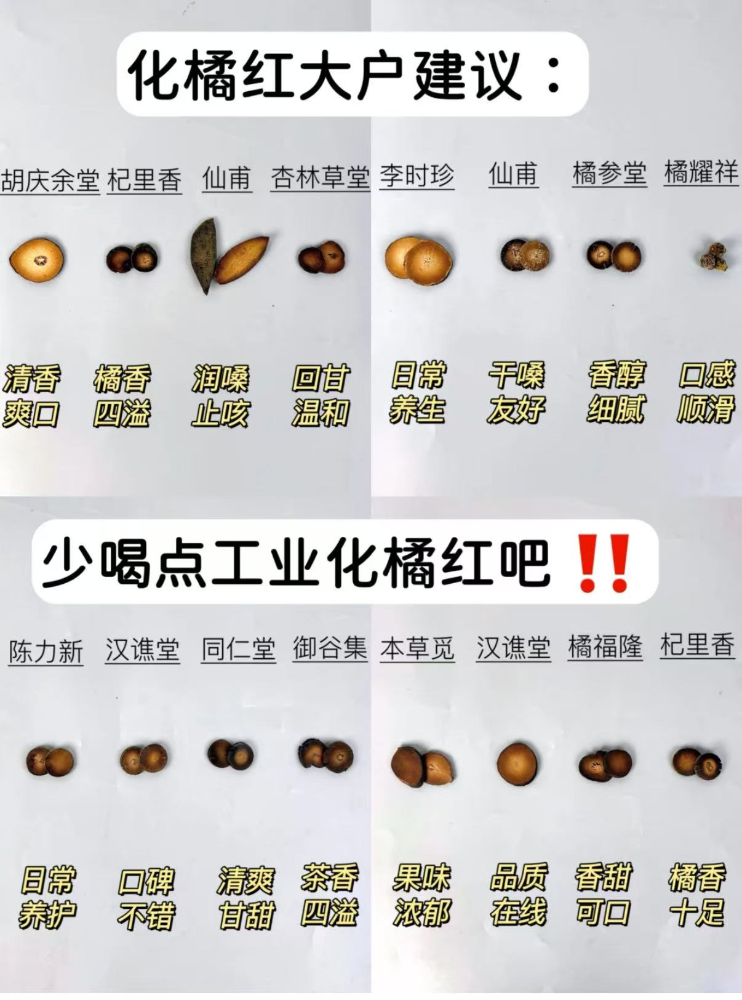 化橘红大户建议：
胡庆余堂 杞里香 仙甫 杏林草堂 李时珍 仙甫 橘参堂 橘耀祥
清香 橘香 润嗓 回甘 日常 干嗓 香醇 口感
爽口 四溢 止咳 温和 养生 友好 细腻 顺滑
少喝点工业化橘红吧‼️
陈力新 汉谯堂 同仁堂 御谷集 本草觅 汉谯堂 橘福隆 杞里香
日常 口碑 清爽 茶香 果味 品质 香甜 橘香
养护 不错 甘甜 四溢 浓郁 在线 可口 十足